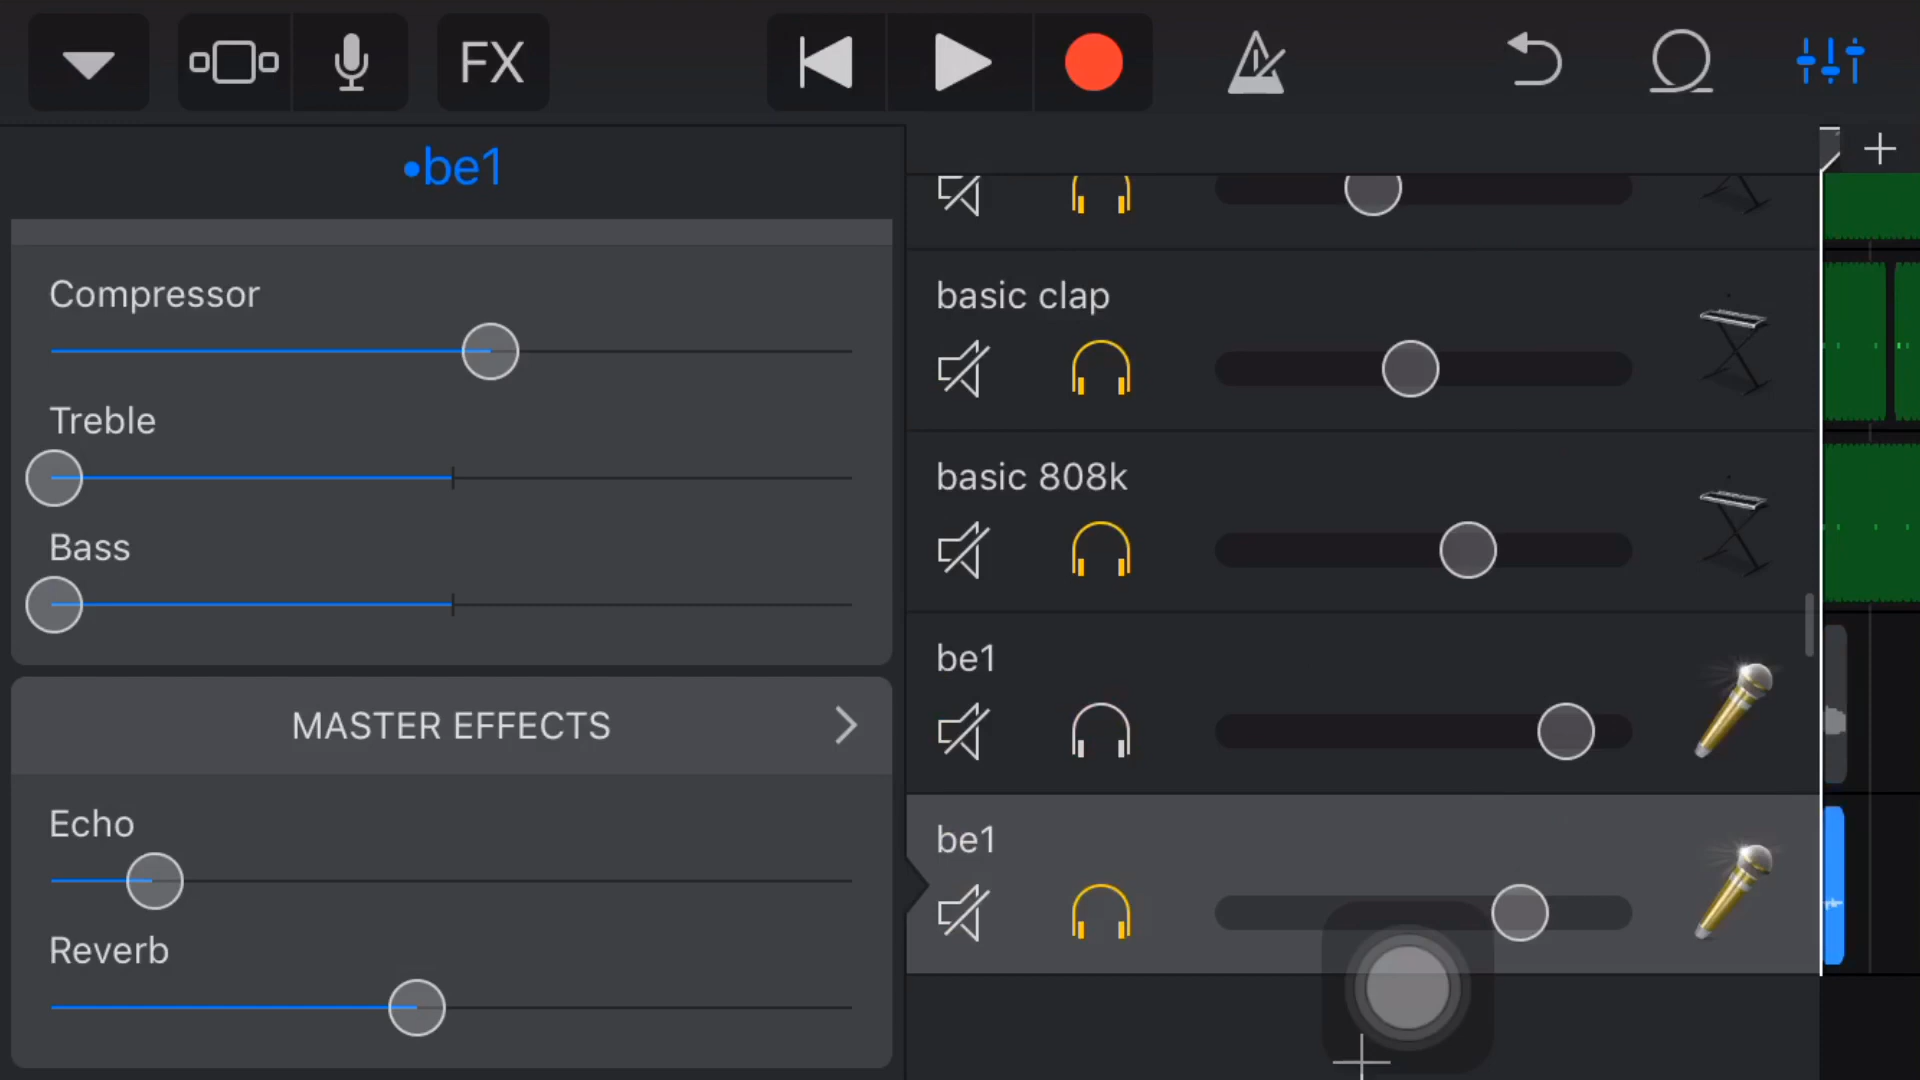 FX
•be1
Compressor
Treble
Bass
MASTER EFFECTS
Echo
Reverb
basic clap
basic 808k
be1
be1